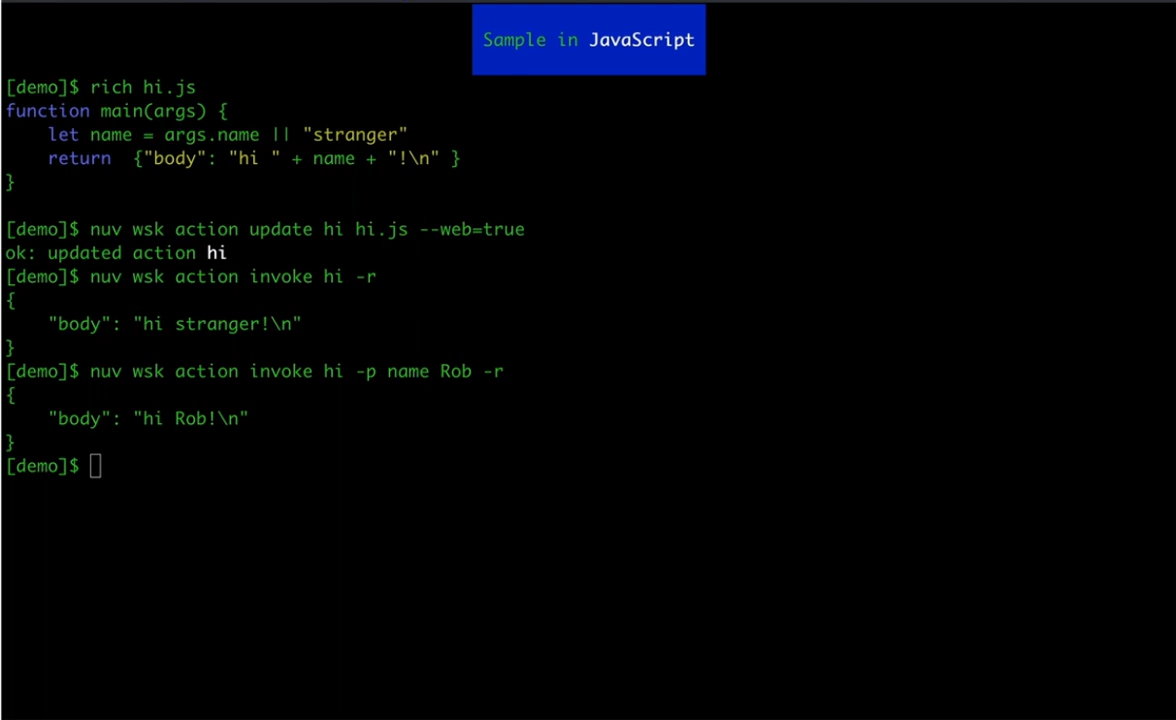 Sample in JavaScript
[demo]$ rich hi.js
function main(args) {
    let name = args.name || "stranger"
    return  {"body": "hi " + name + "!\n" }
}
[demo]$ nuv wsk action update hi hi.js --web=true
ok: updated action hi
[demo]$ nuv wsk action invoke hi -r
{
    "body": "hi stranger!\n"
}
[demo]$ nuv wsk action invoke hi -p name Rob -r
{
    "body": "hi Rob!\n"
}
[demo]$